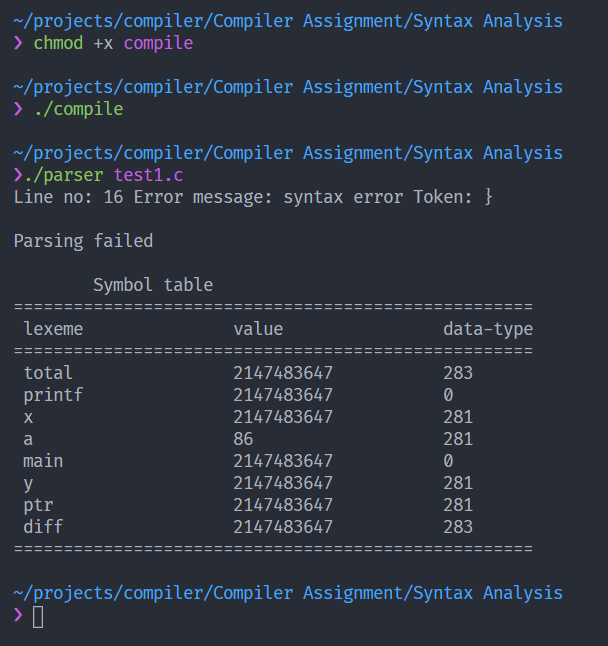 ~/projects/compiler/Compiler Assignment/Syntax Analysis
❯ chmod +x compile
~/projects/compiler/Compiler Assignment/Syntax Analysis
❯ ./compile
~/projects/compiler/Compiler Assignment/Syntax Analysis
❯./parser test1.c
Line no: 16 Error message: syntax error Token: }
Parsing failed
Symbol table
====================================================
lexeme value data-type
====================================================
total 2147483647 283
printf 2147483647 0
x 2147483647 281
a 86 281
main 2147483647 0
y 2147483647 281
ptr 2147483647 281
diff 2147483647 283
====================================================
~/projects/compiler/Compiler Assignment/Syntax Analysis
❯